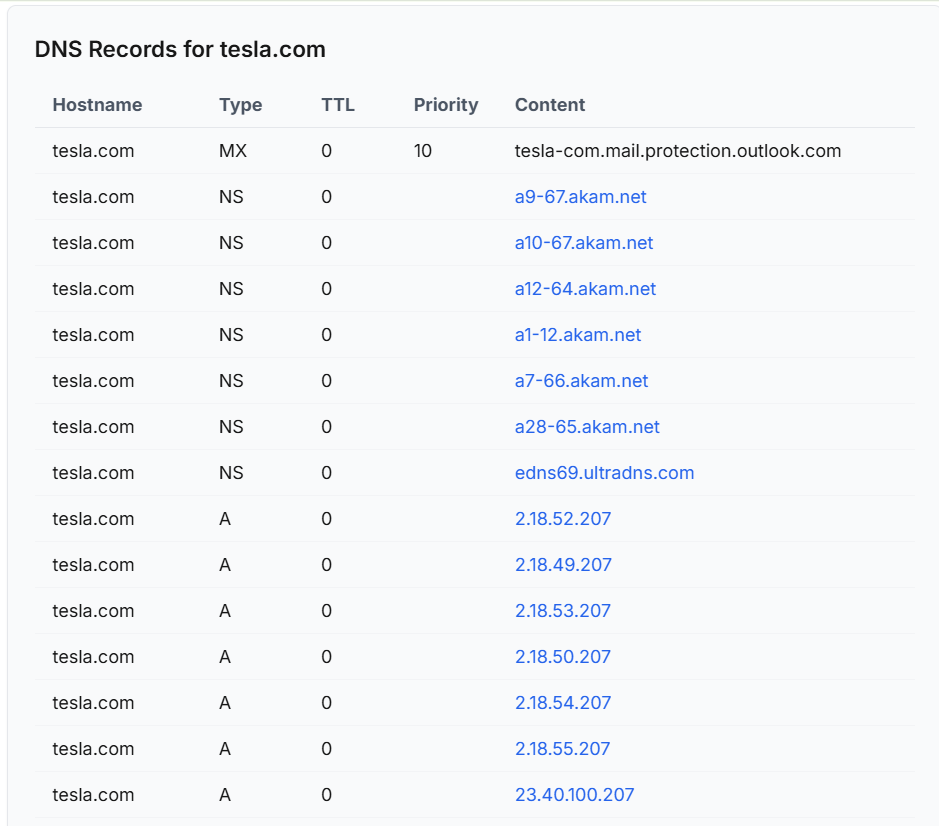 DNS Records for tesla.com
Hostname Type TTL Priority Content
tesla.com MX 0 10 tesla-com.mail.protection.outlook.com
tesla.com NS 0 a9-67.akam.net
tesla.com NS 0 a10-67.akam.net
tesla.com NS 0 a12-64.akam.net
tesla.com NS 0 a1-12.akam.net
tesla.com NS 0 a7-66.akam.net
tesla.com NS 0 a28-65.akam.net
tesla.com NS 0 edns69.ultradns.com
tesla.com A 0 2.18.52.207
tesla.com A 0 2.18.49.207
tesla.com A 0 2.18.53.207
tesla.com A 0 2.18.50.207
tesla.com A 0 2.18.54.207
tesla.com A 0 2.18.55.207
tesla.com A 0 23.40.100.207